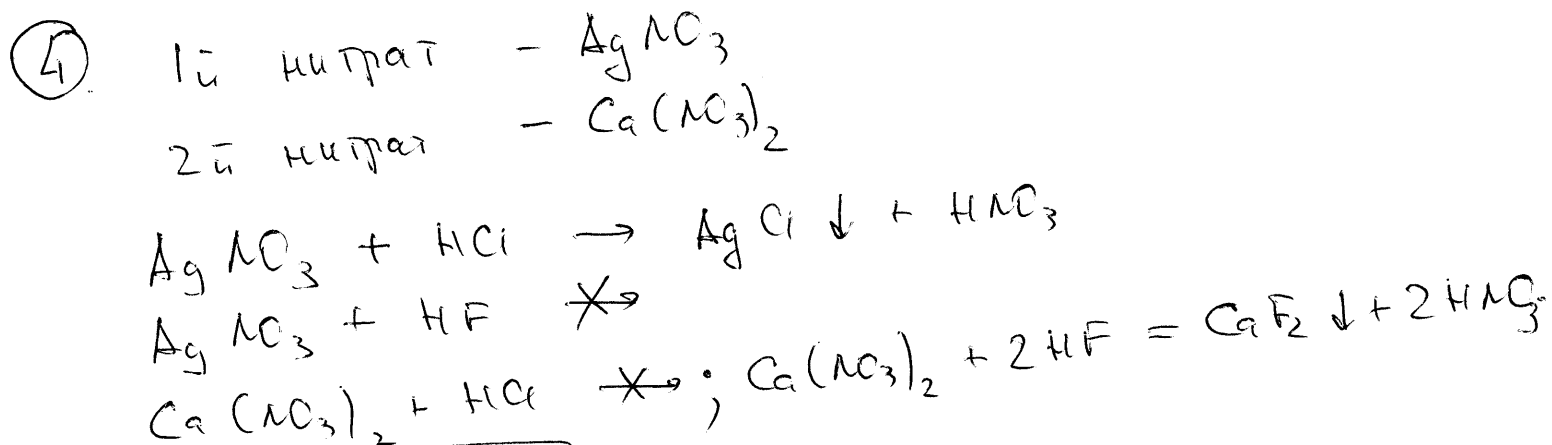 ④ 1й нитрат – AgNO₃
2й нитрат – Ca(NO₃)₂
AgNO₃ + HCl → AgCl ↓ + HNO₃
AgNO₃ + HF ↛
Ca(NO₃)₂ + HCl ↛ ; Ca(NO₃)₂ + 2HF = CaF₂ ↓ + 2HNO₃